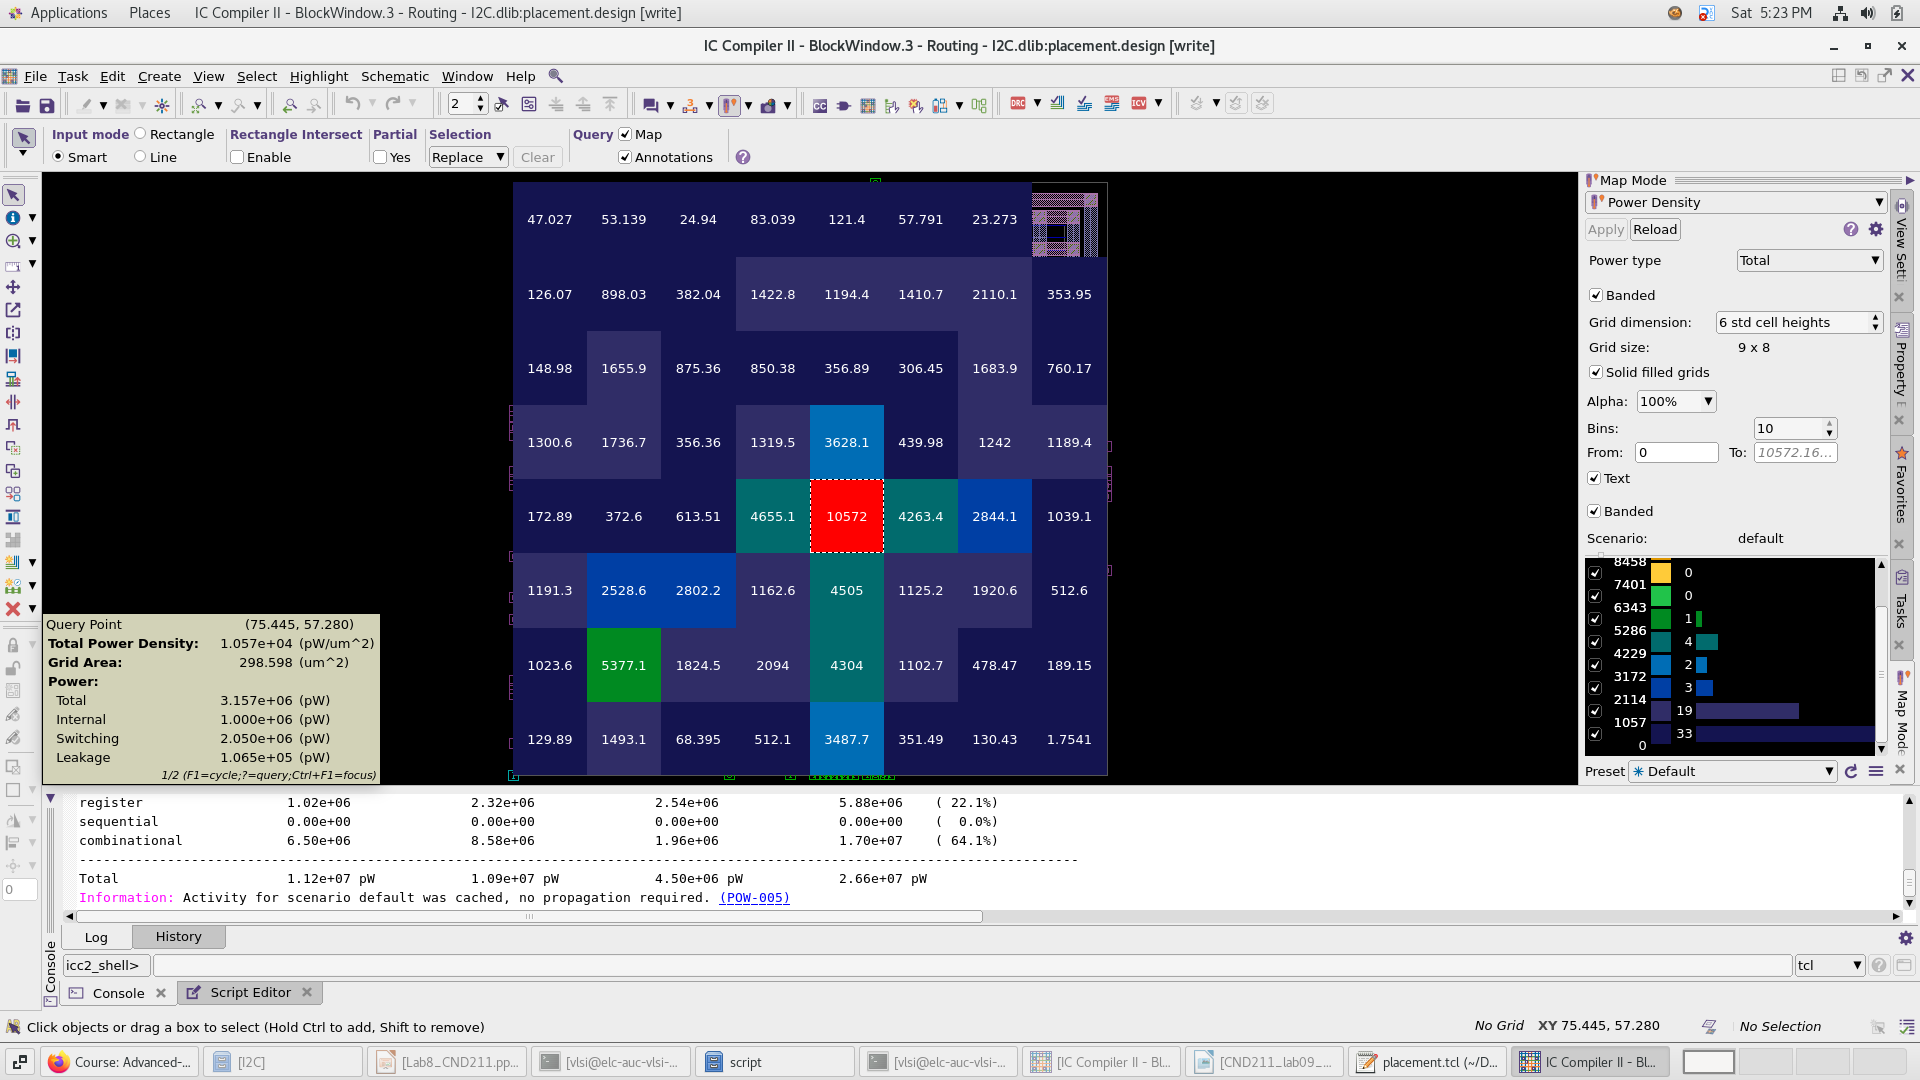 Applications Places IC Compiler II - BlockWindow.3 - Routing - I2C.dlib:placement.design [write] Sat 5:23 PM
IC Compiler II - BlockWindow.3 - Routing - I2C.dlib:placement.design [write]
File Task Edit Create View Select Highlight Schematic Window Help
2 3 CC DRC EMS ICV
Input mode Rectangle Rectangle Intersect Partial Selection Query Map
Smart Line Enable Yes Replace Clear Annotations
Map Mode
Power Density
Apply Reload
Power type Total
Banded
Grid dimension: 6 std cell heights
Grid size: 9 x 8
Solid filled grids
Alpha: 100%
Bins: 10
From: 0 To: 10572.16...
Text
Banded
Scenario: default
8458
0
7401
0
6343
1
5286
4
4229
2
3172
3
2114
19
1057
33
0
Preset Default
View Setti
Property E
Favorites
Tasks
Map Mode
47.027 53.139 24.94 83.039 121.4 57.791 23.273
126.07 898.03 382.04 1422.8 1194.4 1410.7 2110.1 353.95
148.98 1655.9 875.36 850.38 356.89 306.45 1683.9 760.17
1300.6 1736.7 356.36 1319.5 3628.1 439.98 1242 1189.4
172.89 372.6 613.51 4655.1 10572 4263.4 2844.1 1039.1
1191.3 2528.6 2802.2 1162.6 4505 1125.2 1920.6 512.6
1023.6 5377.1 1824.5 2094 4304 1102.7 478.47 189.15
129.89 1493.1 68.395 512.1 3487.7 351.49 130.43 1.7541
Query Point (75.445, 57.280)
Total Power Density: 1.057e+04 (pW/um^2)
Grid Area: 298.598 (um^2)
Power:
Total 3.157e+06 (pW)
Internal 1.000e+06 (pW)
Switching 2.050e+06 (pW)
Leakage 1.065e+05 (pW)
1/2 (F1=cycle;?=query;Ctrl+F1=focus)
0
register 1.02e+06 2.32e+06 2.54e+06 5.88e+06 ( 22.1%)
sequential 0.00e+00 0.00e+00 0.00e+00 0.00e+00 ( 0.0%)
combinational 6.50e+06 8.58e+06 1.96e+06 1.70e+07 ( 64.1%)
--------------------------------------------------------------------------------
Total 1.12e+07 pW 1.09e+07 pW 4.50e+06 pW 2.66e+07 pW
Information: Activity for scenario default was cached, no propagation required. (POW-005)
Log History
Console
icc2_shell> tcl
Console Script Editor
Click objects or drag a box to select (Hold Ctrl to add, Shift to remove) No Grid XY 75.445, 57.280 No Selection
Course: Advanced-... [I2C] [Lab8_CND211.pp... [vlsi@elc-auc-vlsi-... script [vlsi@elc-auc-vlsi-... [IC Compiler II - Bl... [CND211_lab09_... placement.tcl (~/D... IC Compiler II - Bl...